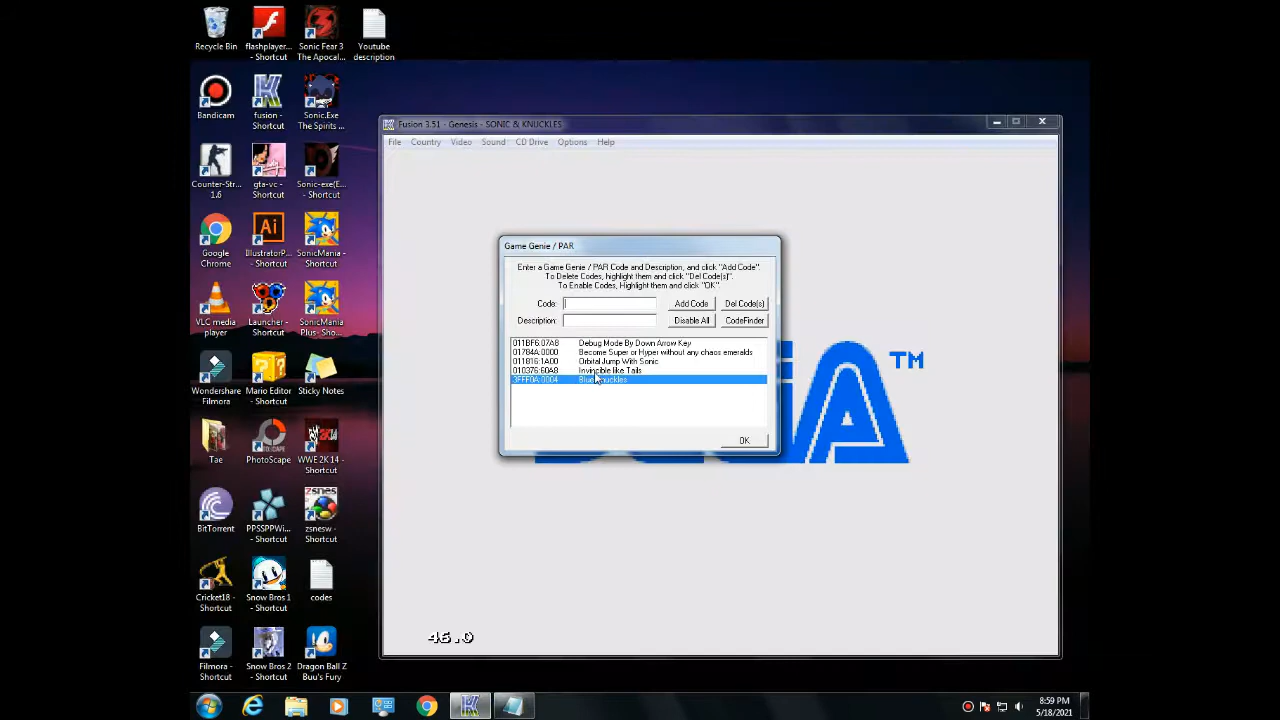 Recycle Bin
flashplayer... - Shortcut
Sonic Fear 3 The Apocal...
Youtube description
Bandicam
fusion - Shortcut
Sonic.Exe The Spirits ...
Counter-Str... 1.6
gta-vc - Shortcut
Sonic-exe(E... - Shortcut
Google Chrome
IllustratorP... - Shortcut
SonicMania - Shortcut
VLC media player
Launcher - Shortcut
SonicMania Plus- Sho...
Wondershare Filmora
Mario Editor - Shortcut
Sticky Notes
Tae
PhotoScape
WWE 2K 14 - Shortcut
BitTorrent
PPSSPPWi... - Shortcut
zsnesw - Shortcut
Cricket18 - Shortcut
Snow Bros 1 - Shortcut
codes
Filmora - Shortcut
Snow Bros 2 - Shortcut
Dragon Ball Z Buu's Fury
Fusion 3.51 - Genesis - SONIC & KNUCKLES
File Country Video Sound CD Drive Options Help
Game Genie / PAR
Enter a Game Genie / PAR Code and Description, and click "Add Code".
To Delete Codes, highlight them and click "Del Code(s)".
To Enable Codes, Highlight them and click "OK".
Code: Add Code Del Code(s)
Description: Disable All CodeFinder
011BF6:07A8 Debug Mode By Down Arrow Key
01784A:0000 Become Super or Hyper without any chaos emeralds
011816:1A00 Orbital Jump With Sonic
010376:60A8 Invincible like Tails
3FFF0A:0004 Blue Knuckles
OK
TM
46.0
8:59 PM
5/18/2021